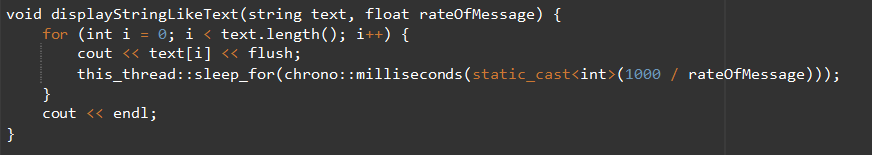 void displayStringLikeText(string text, float rateOfMessage) {
    for (int i = 0; i < text.length(); i++) {
        cout << text[i] << flush;
        this_thread::sleep_for(chrono::milliseconds(static_cast<int>(1000 / rateOfMessage)));
    }
    cout << endl;
}